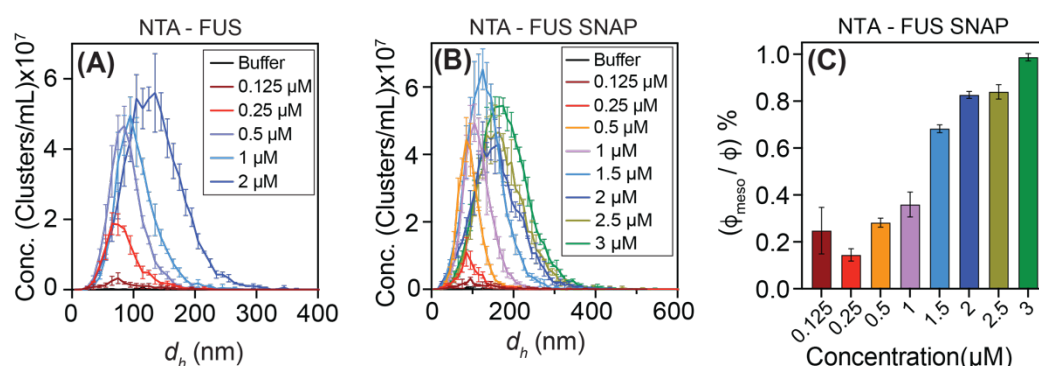 NTA - FUS
(A)
Conc. (Clusters/mL)x10⁷
6
4
2
0
0 100 200 300 400
d_h (nm)
Buffer
0.125 µM
0.25 µM
0.5 µM
1 µM
2 µM
NTA - FUS SNAP
(B)
Conc. (Clusters/mL)x10⁷
6
4
2
0
0 200 400 600
d_h (nm)
Buffer
0.125 µM
0.25 µM
0.5 µM
1 µM
1.5 µM
2 µM
2.5 µM
3 µM
NTA - FUS SNAP
(C)
(ϕ_meso / ϕ) %
1.0
0.8
0.6
0.4
0.2
0.0
0.125 0.25 0.5 1 1.5 2 2.5 3
Concentration(µM)